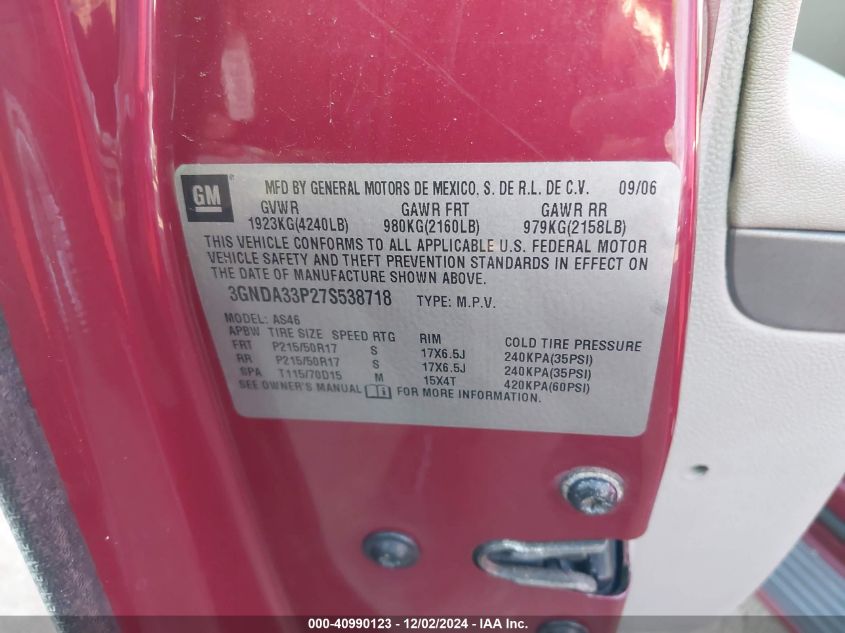 GM
MFD BY GENERAL MOTORS DE MEXICO, S. DE R.L. DE C.V. 09/06
GVWR GAWR FRT GAWR RR
1923KG(4240LB) 980KG(2160LB) 979KG(2158LB)
THIS VEHICLE CONFORMS TO ALL APPLICABLE U.S. FEDERAL MOTOR
VEHICLE SAFETY AND THEFT PREVENTION STANDARDS IN EFFECT ON
THE DATE OF MANUFACTURE SHOWN ABOVE.
3GNDA33P27S538718 TYPE: M.P.V.
MODEL: AS46
APBW TIRE SIZE SPEED RTG RIM COLD TIRE PRESSURE
FRT P215/50R17 S 17X6.5J 240KPA(35PSI)
RR P215/50R17 S 17X6.5J 240KPA(35PSI)
SPA T115/70D15 M 15X4T 420KPA(60PSI)
SEE OWNER'S MANUAL FOR MORE INFORMATION.
000-40990123 - 12/02/2024 - IAA Inc.